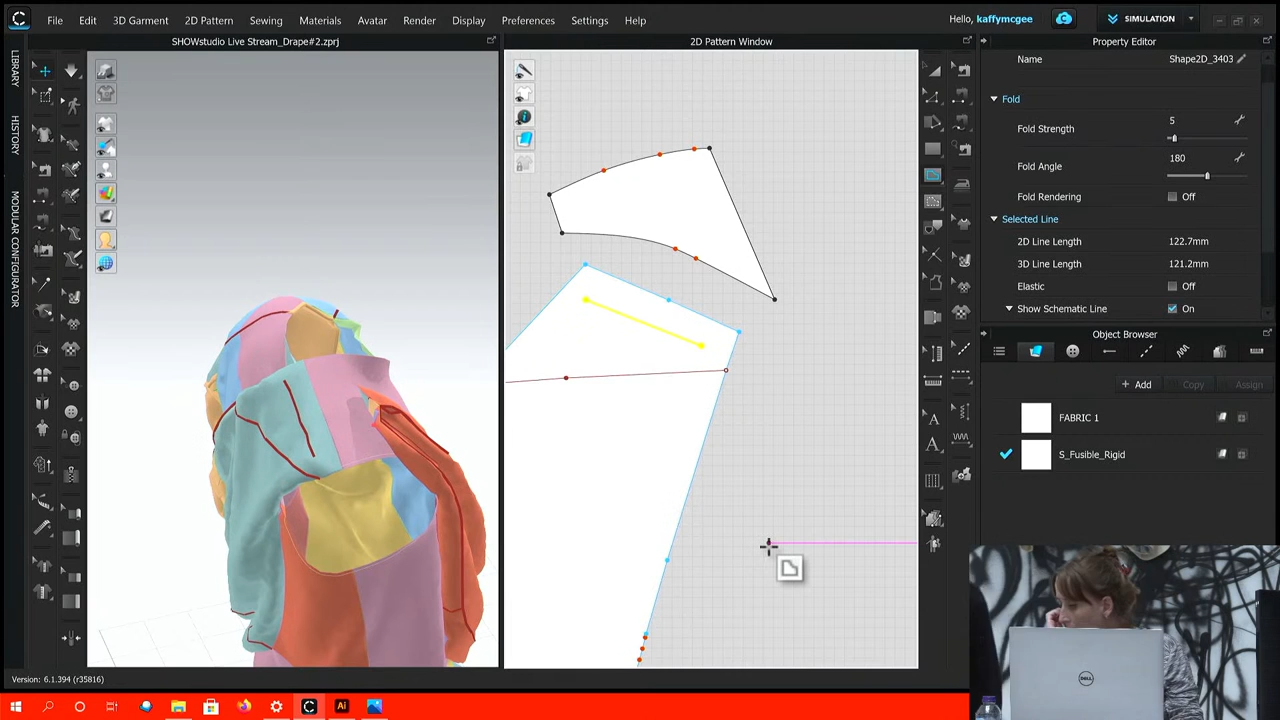 File Edit 3D Garment 2D Pattern Sewing Materials Avatar Render Display Preferences Settings Help
Hello, kaffymcgee
SIMULATION
SHOWstudio Live Stream_Drape#2.zprj
2D Pattern Window
Property Editor
LIBRARY
HISTORY
MODULAR CONFIGURATOR
Name Shape2D_3403
Fold
Fold Strength 5
Fold Angle 180
Fold Rendering Off
Selected Line
2D Line Length 122.7mm
3D Line Length 121.2mm
Elastic Off
Show Schematic Line On
Object Browser
+ Add Copy Assign
FABRIC 1
S_Fusible_Rigid
Version: 6.1.394 (r35816)
Ai
DELL